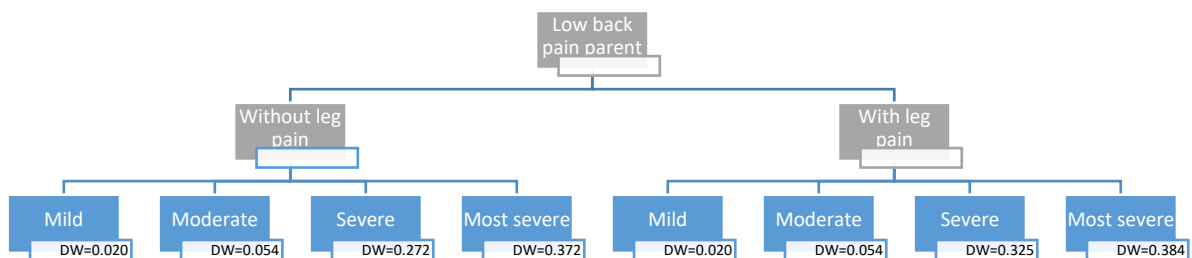 Low back
pain parent
Without leg
pain
With leg
pain
Mild
DW=0.020
Moderate
DW=0.054
Severe
DW=0.272
Most severe
DW=0.372
Mild
DW=0.020
Moderate
DW=0.054
Severe
DW=0.325
Most severe
DW=0.384